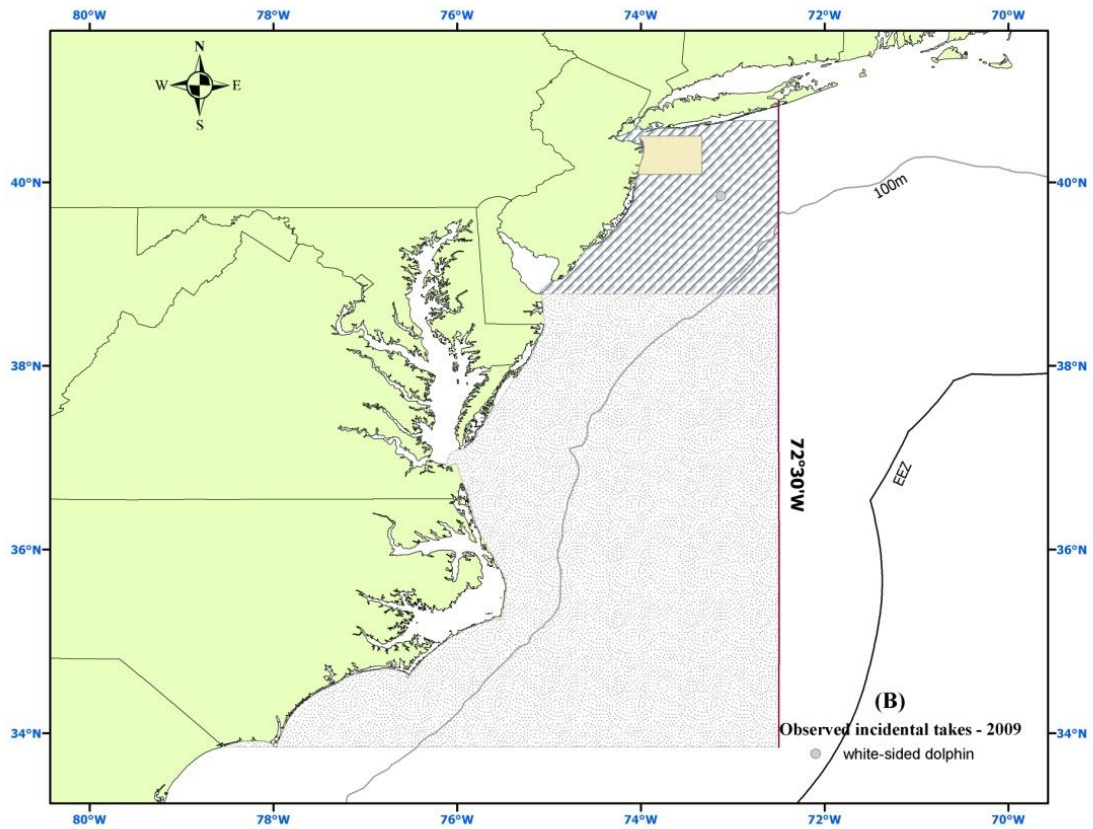 80°W 78°W 76°W 74°W 72°W 70°W
N
W E
S
40°N 40°N
100m
38°N 38°N
72°30'W
EEZ
36°N 36°N
(B)
34°N Observed incidental takes - 2009 34°N
white-sided dolphin
80°W 78°W 76°W 74°W 72°W 70°W